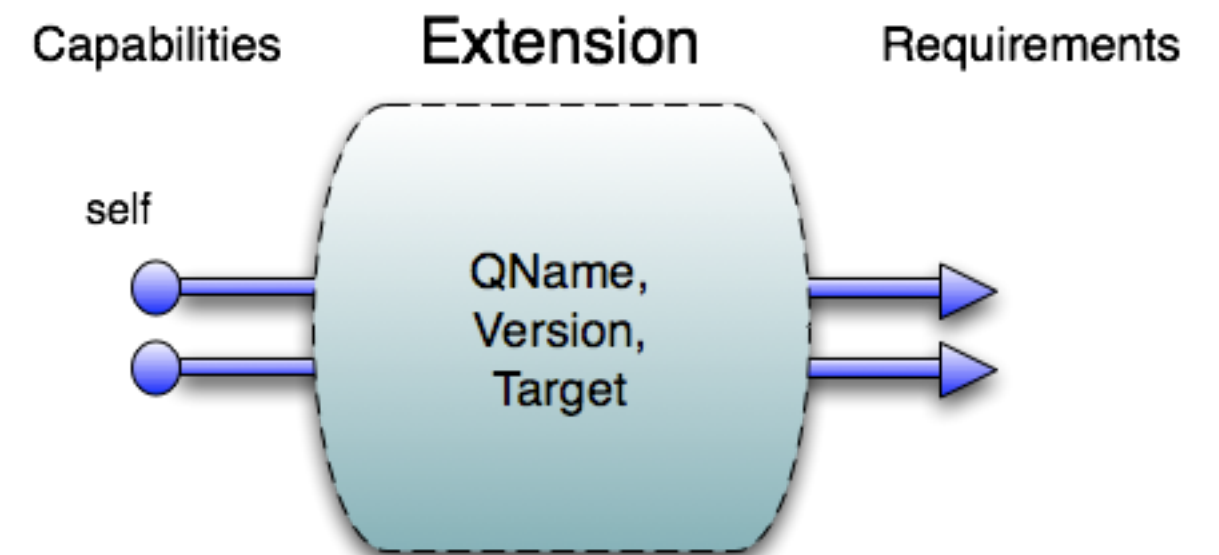 Capabilities
Extension
Requirements
self
QName,
Version,
Target